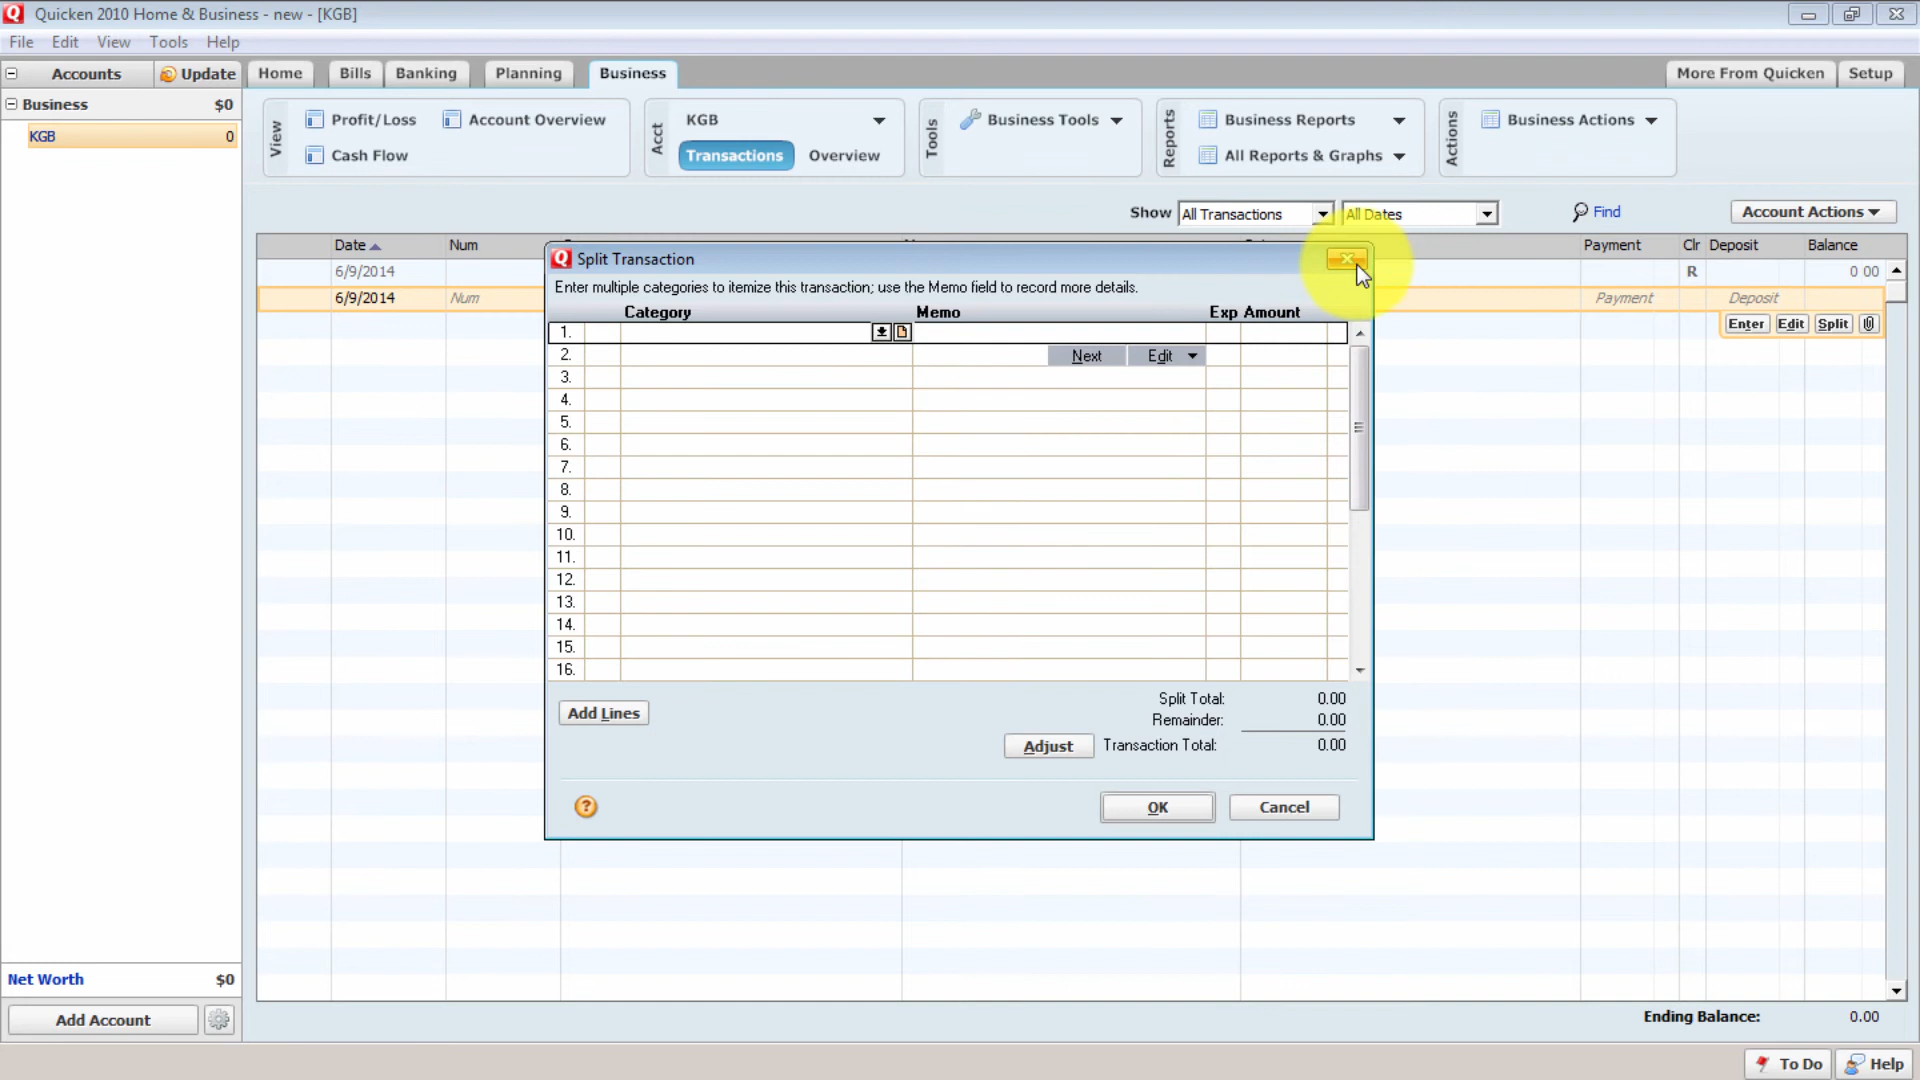 Quicken 2010 Home & Business - new - [KGB]
File Edit View Tools Help
Accounts Update Home Bills Banking Planning Business More From Quicken Setup
Business $0
KGB 0
View Profit/Loss Account Overview Cash Flow
Acct KGB Transactions Overview
Tools Business Tools
Reports Business Reports All Reports & Graphs
Actions Business Actions
Show All Transactions All Dates Find Account Actions
Date Num Payment Clr Deposit Balance
6/9/2014 R 0 00
6/9/2014 Num Payment Deposit
Enter Edit Split
Split Transaction
Enter multiple categories to itemize this transaction; use the Memo field to record more details.
Category Memo Exp Amount
1.
2. Next Edit
3.
4.
5.
6.
7.
8.
9.
10.
11.
12.
13.
14.
15.
16.
Add Lines
Split Total: 0.00
Remainder: 0.00
Adjust Transaction Total: 0.00
OK Cancel
Net Worth $0
Add Account
Ending Balance: 0.00
To Do Help